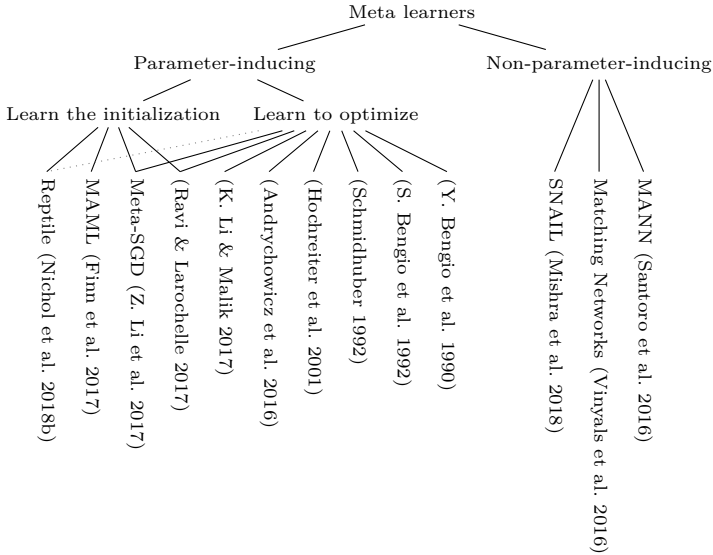 Meta learners
Parameter-inducing
Non-parameter-inducing
Learn the initialization
Learn to optimize
Reptile (Nichol et al. 2018b)
MAML (Finn et al. 2017)
Meta-SGD (Z. Li et al. 2017)
(Ravi & Larochelle 2017)
(K. Li & Malik 2017)
(Andrychowicz et al. 2016)
(Hochreiter et al. 2001)
(Schmidhuber 1992)
(S. Bengio et al. 1992)
(Y. Bengio et al. 1990)
SNAIL (Mishra et al. 2018)
Matching Networks (Vinyals et al. 2016)
MANN (Santoro et al. 2016)